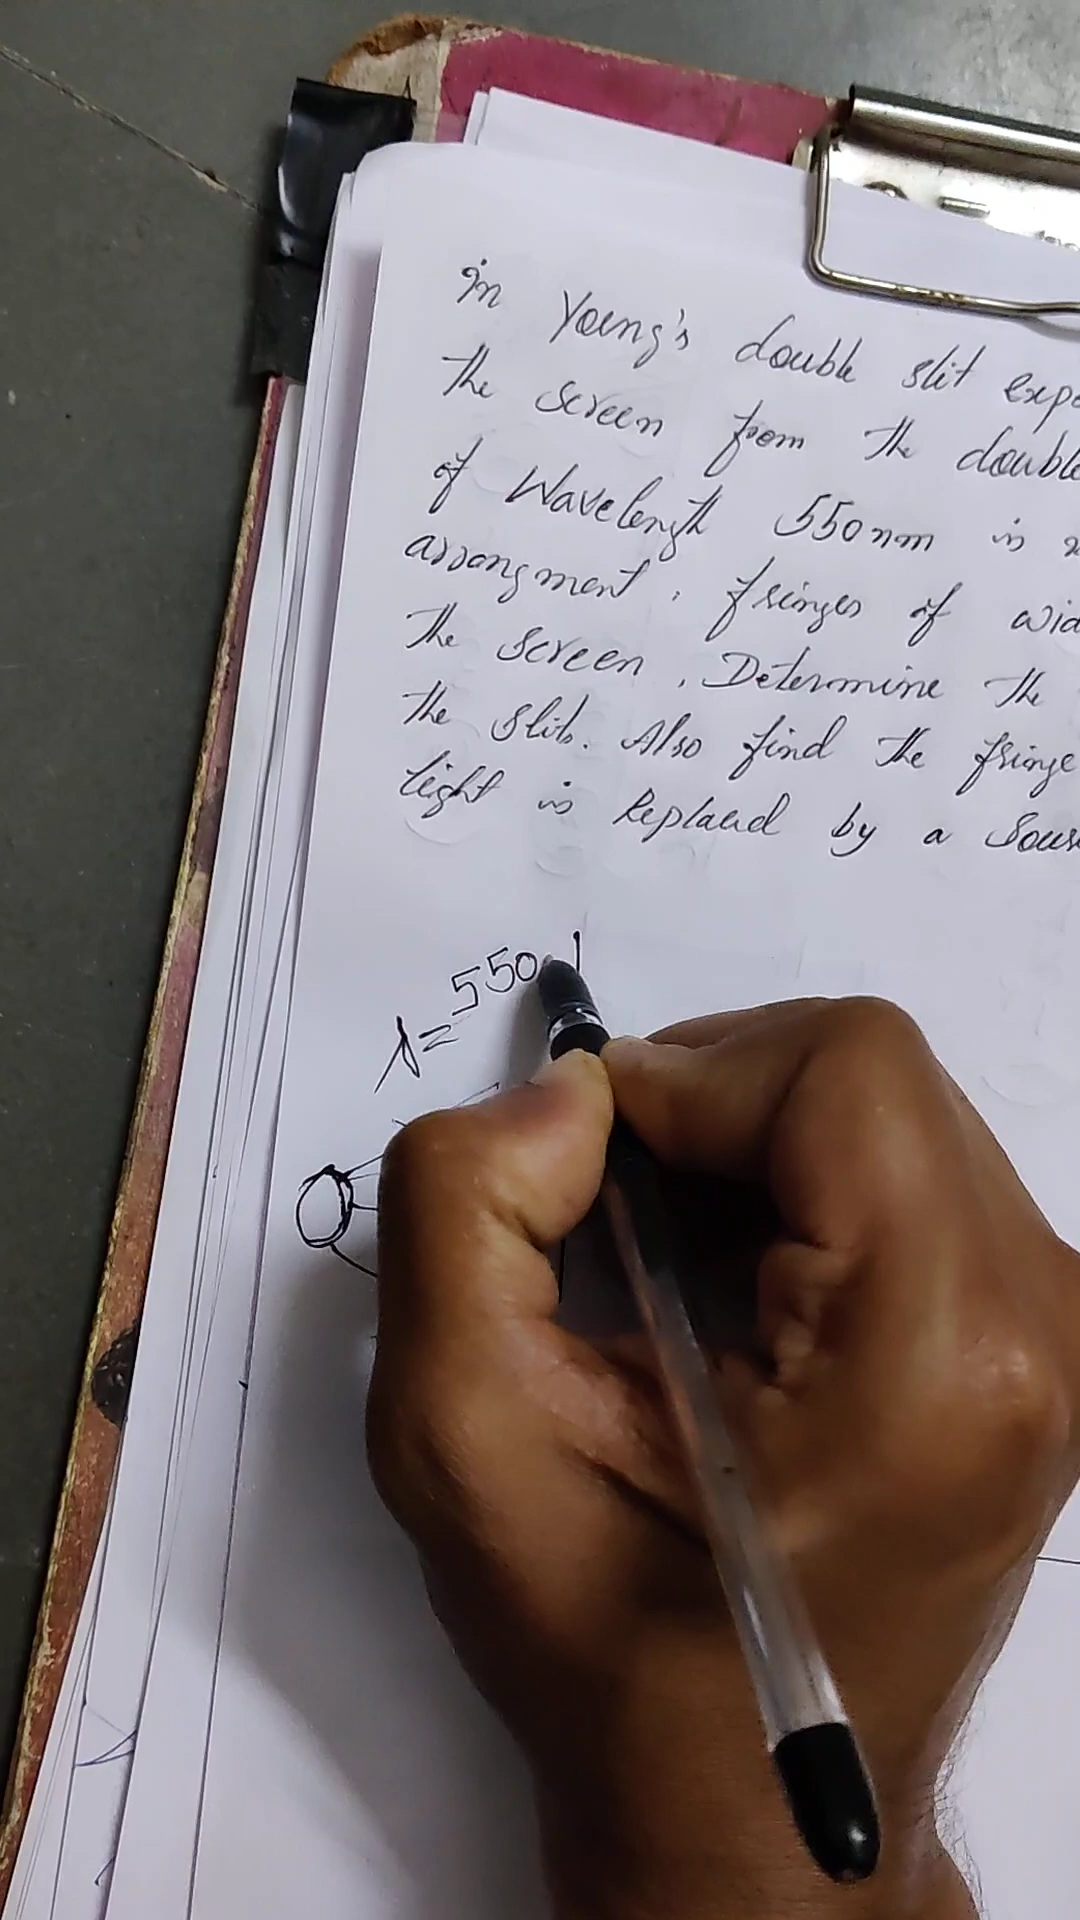 In Young's double slit expe
the screen from the double
of Wavelength 550nm is
arrangment, fringes of wid
the screen. Determine the
the slits. Also find the fringe
light is Replaced by a Sour
λ = 550